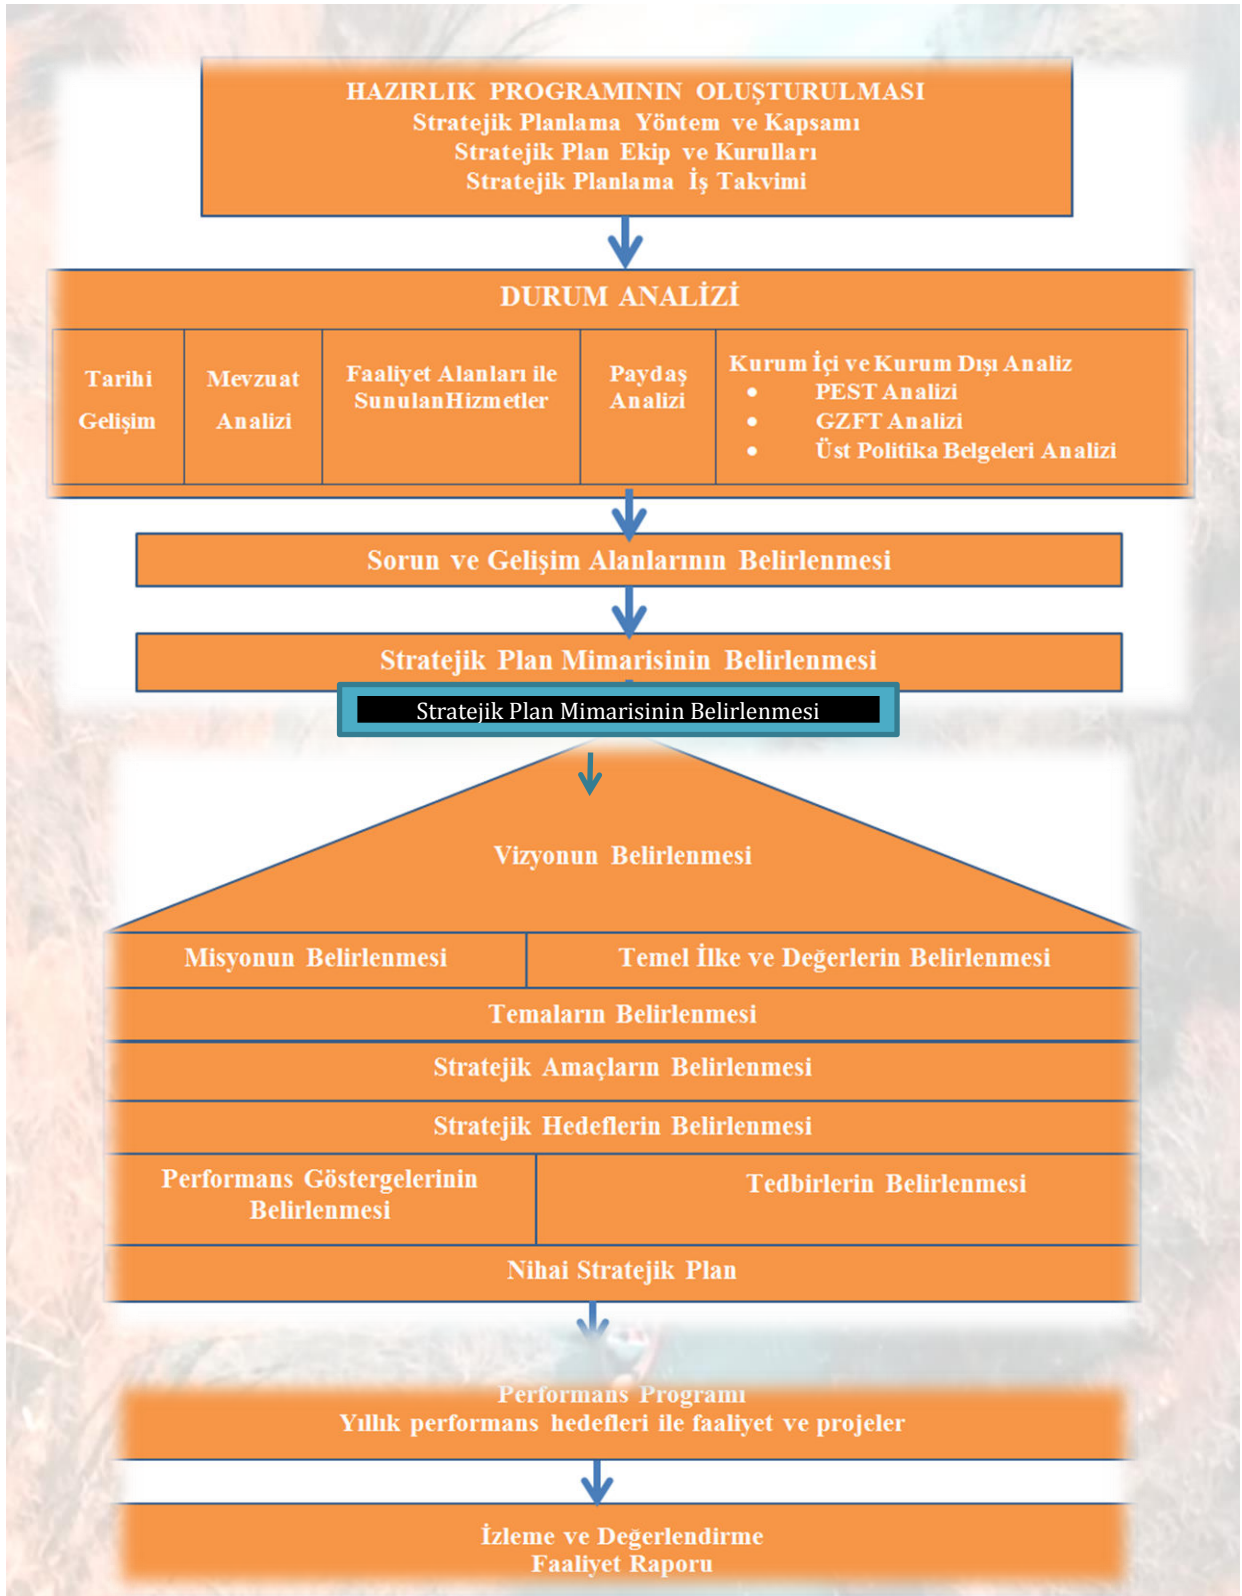 HAZIRLIK PROGRAMININ OLUŞTURULMASI
Stratejik Planlama Yöntem ve Kapsamı
Stratejik Plan Ekip ve Kurulları
Stratejik Planlama İş Takvimi
DURUM ANALİZİ
Tarihi
Gelişim
Mevzuat
Analizi
Faaliyet Alanları ile
SunulanHizmetler
Paydaş
Analizi
Kurum İçi ve Kurum Dışı Analiz
• PEST Analizi
• GZFT Analizi
• Üst Politika Belgeleri Analizi
Sorun ve Gelişim Alanlarının Belirlenmesi
Stratejik Plan Mimarisinin Belirlenmesi
Stratejik Plan Mimarisinin Belirlenmesi
Vizyonun Belirlenmesi
Misyonun Belirlenmesi
Temel İlke ve Değerlerin Belirlenmesi
Temaların Belirlenmesi
Stratejik Amaçların Belirlenmesi
Stratejik Hedeflerin Belirlenmesi
Performans Göstergelerinin
Belirlenmesi
Tedbirlerin Belirlenmesi
Nihai Stratejik Plan
Performans Programı
Yıllık performans hedefleri ile faaliyet ve projeler
İzleme ve Değerlendirme
Faaliyet Raporu